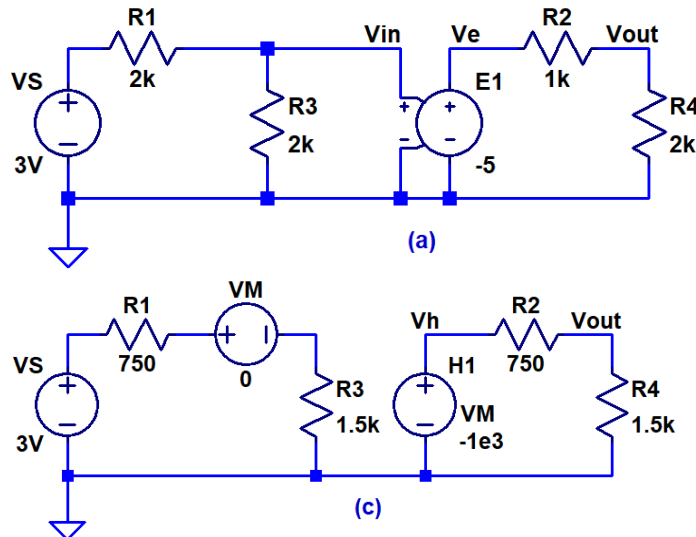 R1
Vin
Ve
R2
Vout
VS
2k
E1
1k
R4
R3
2k
2k
3V
-5
(a)
R1
VM
Vh
R2
Vout
VS
750
0
H1
750
R3
R4
3V
1.5k
VM
1.5k
-1e3
(c)